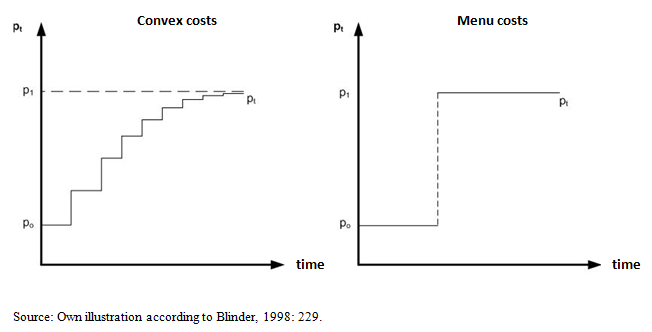 Convex costs
pₜ
p₁
pₜ
p₀
time
Menu costs
pₜ
p₁
pₜ
p₀
time
Source: Own illustration according to Blinder, 1998: 229.